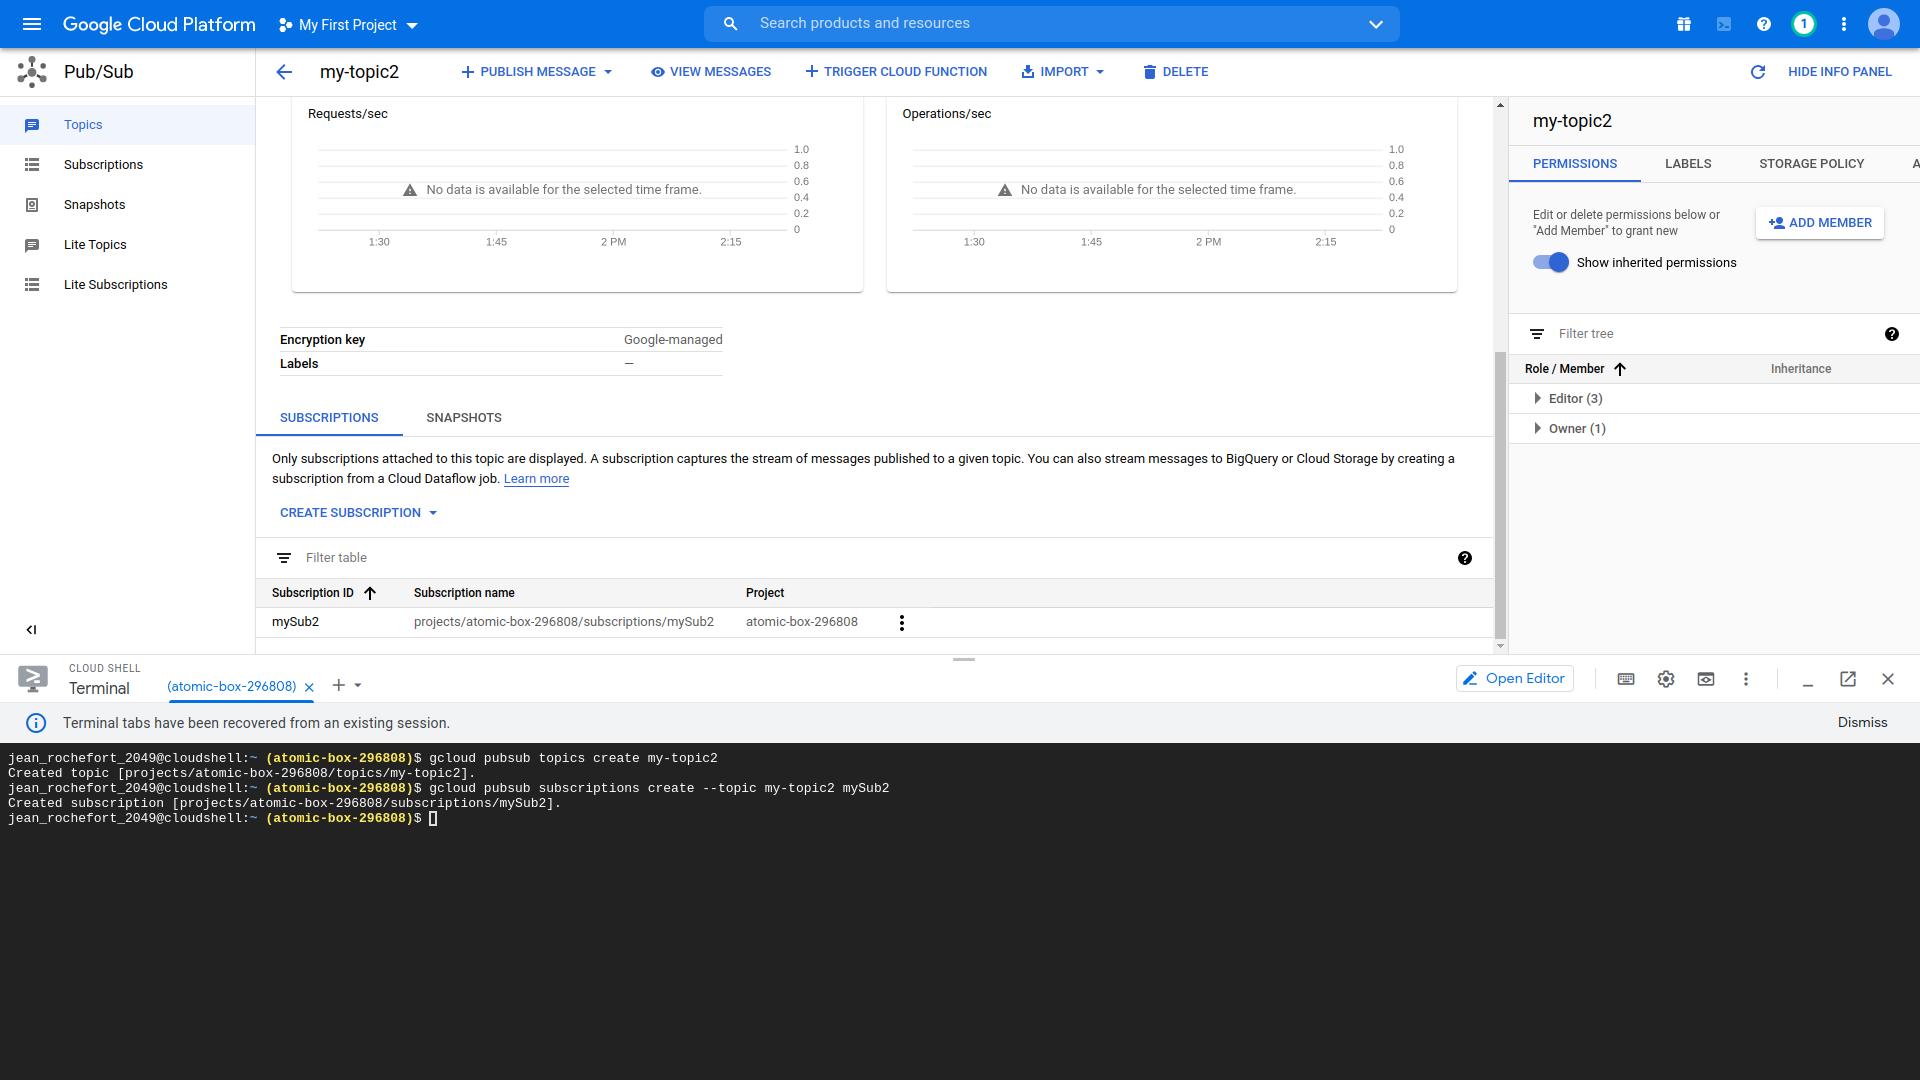 Google Cloud Platform
My First Project
Search products and resources
1
Pub/Sub
my-topic2
PUBLISH MESSAGE
VIEW MESSAGES
TRIGGER CLOUD FUNCTION
IMPORT
DELETE
HIDE INFO PANEL
Topics
Subscriptions
Snapshots
Lite Topics
Lite Subscriptions
Requests/sec
1.0
0.8
0.6
0.4
0.2
0
No data is available for the selected time frame.
1:30
1:45
2 PM
2:15
Operations/sec
1.0
0.8
0.6
0.4
0.2
0
No data is available for the selected time frame.
1:30
1:45
2 PM
2:15
Encryption key
Google-managed
Labels
—
SUBSCRIPTIONS
SNAPSHOTS
Only subscriptions attached to this topic are displayed. A subscription captures the stream of messages published to a given topic. You can also stream messages to BigQuery or Cloud Storage by creating a
subscription from a Cloud Dataflow job. Learn more
CREATE SUBSCRIPTION
Filter table
Subscription ID
Subscription name
Project
mySub2
projects/atomic-box-296808/subscriptions/mySub2
atomic-box-296808
my-topic2
PERMISSIONS
LABELS
STORAGE POLICY
A
Edit or delete permissions below or
"Add Member" to grant new
ADD MEMBER
Show inherited permissions
Filter tree
Role / Member
Inheritance
Editor (3)
Owner (1)
CLOUD SHELL
Terminal
(atomic-box-296808)
Open Editor
Terminal tabs have been recovered from an existing session.
Dismiss
jean_rochefort_2049@cloudshell:~ (atomic-box-296808)$ gcloud pubsub topics create my-topic2
Created topic [projects/atomic-box-296808/topics/my-topic2].
jean_rochefort_2049@cloudshell:~ (atomic-box-296808)$ gcloud pubsub subscriptions create --topic my-topic2 mySub2
Created subscription [projects/atomic-box-296808/subscriptions/mySub2].
jean_rochefort_2049@cloudshell:~ (atomic-box-296808)$